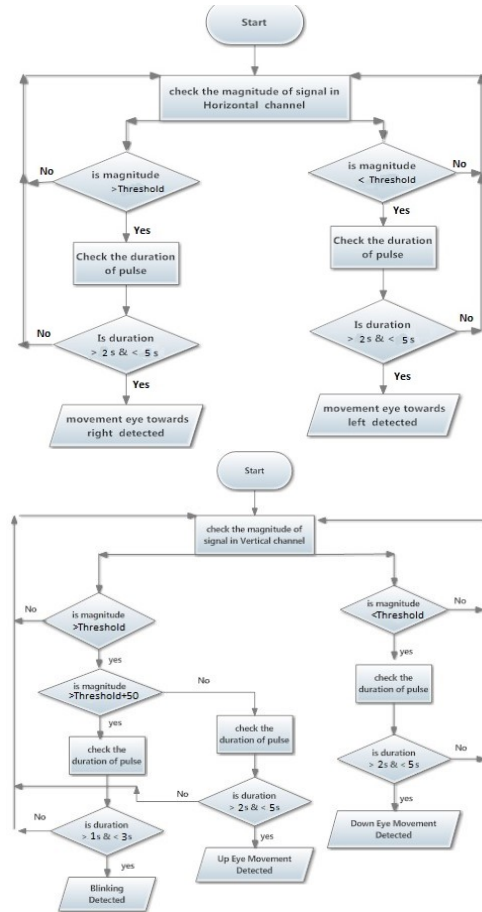 Start
check the magnitude of signal in
Horizontal channel
No
is magnitude
>Threshold
is magnitude
< Threshold
No
Yes
Yes
Check the duration
of pulse
Check the duration
of pulse
No
Is duration
> 2 s & < 5 s
Is duration
> 2 s & < 5 s
No
Yes
Yes
movement eye towards
right detected
movement eye towards
left detected
Start
check the magnitude of
signal in Vertical channel
No
is magnitude
>Threshold
is magnitude
<Threshold
No
yes
yes
is magnitude
>Threshold+50
No
check the
duration of pulse
yes
check the
duration of pulse
check the
duration of pulse
is duration
> 2s & < 5s
No
No
is duration
> 2s & < 5s
No
is duration
> 1s & < 3s
yes
yes
Down Eye Movement
Detected
Up Eye Movement
Detected
yes
Blinking
Detected